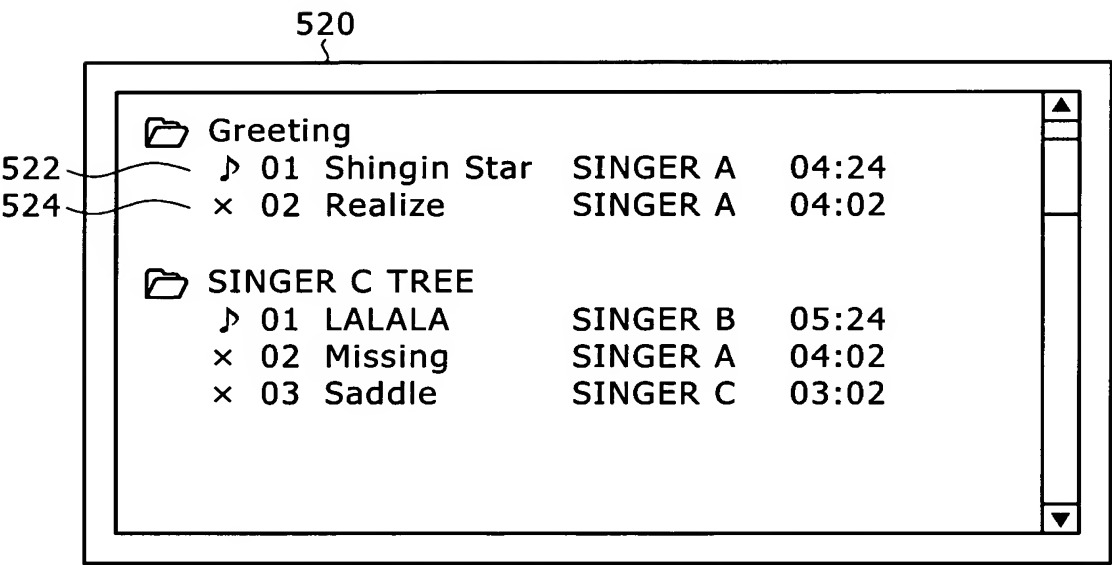 520
Greeting
522 ♪ 01 Shingin Star SINGER A 04:24
524 × 02 Realize SINGER A 04:02
SINGER C TREE
♪ 01 LALALA SINGER B 05:24
× 02 Missing SINGER A 04:02
× 03 Saddle SINGER C 03:02